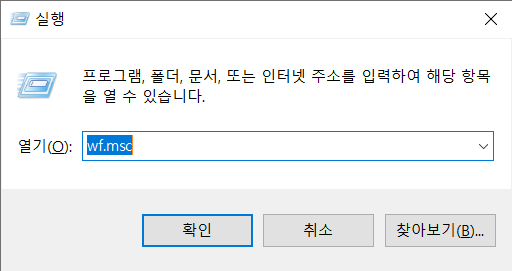 실행
프로그램, 폴더, 문서, 또는 인터넷 주소를 입력하여 해당 항목
을 열 수 있습니다.
열기(O): wf.msc
확인 취소 찾아보기(B)...